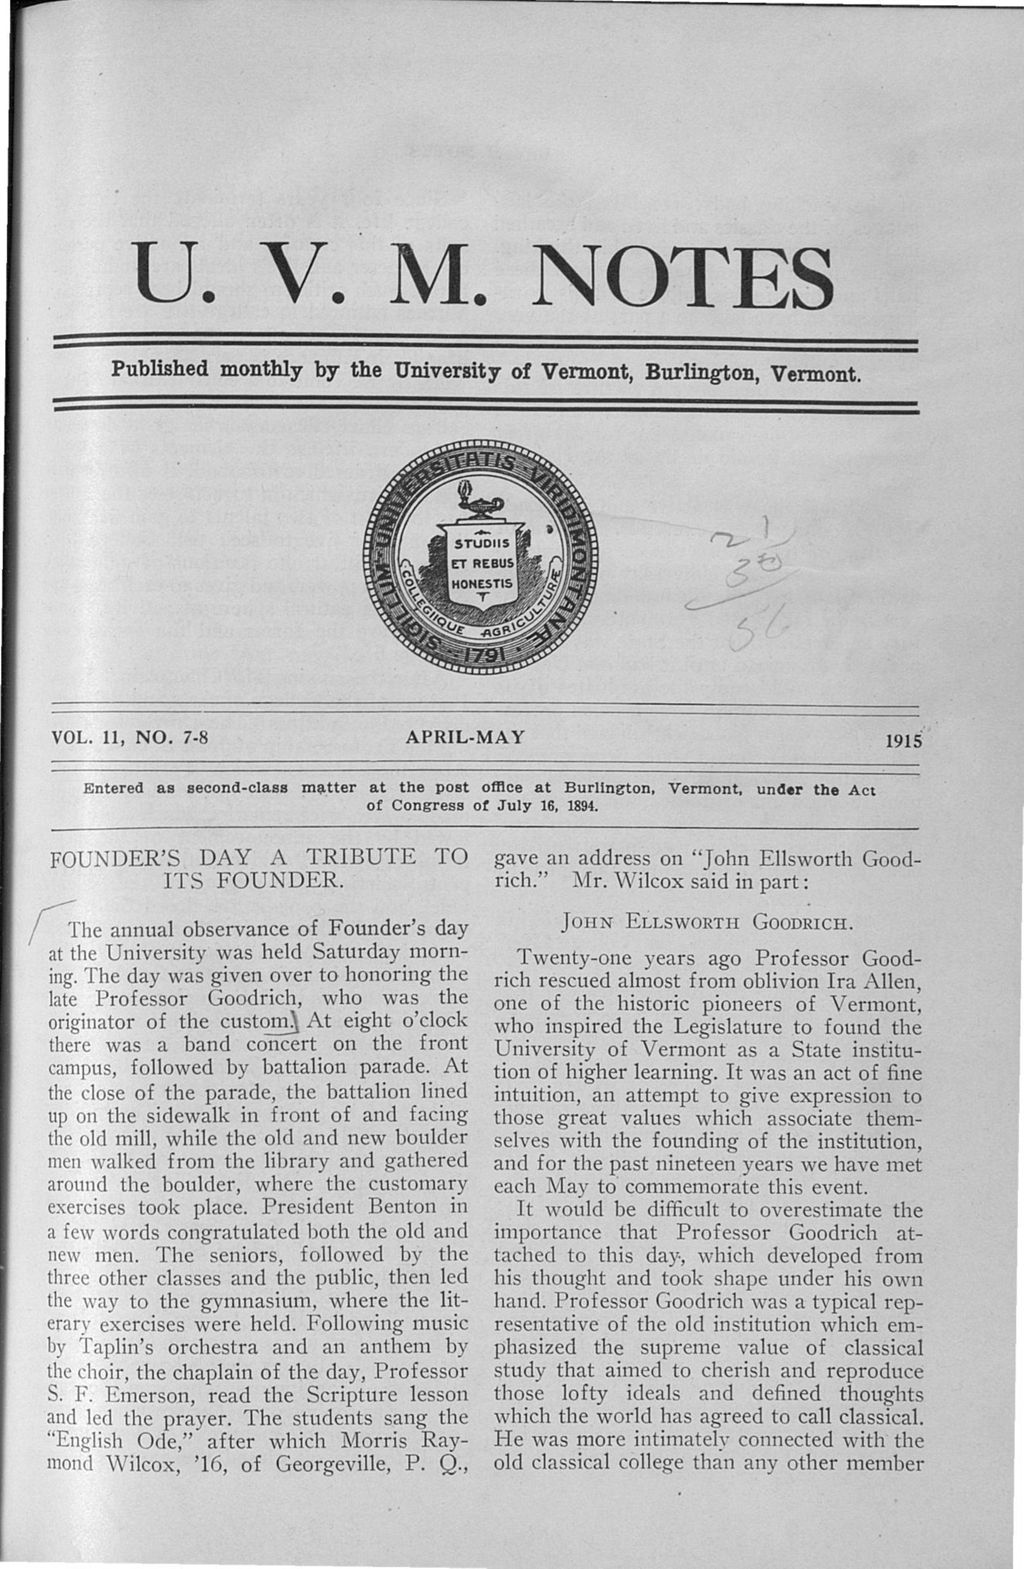 U. V. M. NOTES
Published monthly by the University of Vermont, Burlington, Vermont.
SIGILLUM · UNIVERSITATIS · VIRIDIMONTANÆ
COLLEGIIQUE AGRICULTURÆ
STUDIIS
ET REBUS
HONESTIS
1791
VOL. 11, NO. 7-8 APRIL-MAY 1915
Entered as second-class matter at the post office at Burlington, Vermont, under the Act
of Congress of July 16, 1894.
FOUNDER'S DAY A TRIBUTE TO
ITS FOUNDER.
The annual observance of Founder's day
at the University was held Saturday morn-
ing. The day was given over to honoring the
late Professor Goodrich, who was the
originator of the custom. At eight o'clock
there was a band concert on the front
campus, followed by battalion parade. At
the close of the parade, the battalion lined
up on the sidewalk in front of and facing
the old mill, while the old and new boulder
men walked from the library and gathered
around the boulder, where the customary
exercises took place. President Benton in
a few words congratulated both the old and
new men. The seniors, followed by the
three other classes and the public, then led
the way to the gymnasium, where the lit-
erary exercises were held. Following music
by Taplin's orchestra and an anthem by
the choir, the chaplain of the day, Professor
S. F. Emerson, read the Scripture lesson
and led the prayer. The students sang the
"English Ode," after which Morris Ray-
mond Wilcox, '16, of Georgeville, P. Q.,
gave an address on "John Ellsworth Good-
rich." Mr. Wilcox said in part:
JOHN ELLSWORTH GOODRICH.
Twenty-one years ago Professor Good-
rich rescued almost from oblivion Ira Allen,
one of the historic pioneers of Vermont,
who inspired the Legislature to found the
University of Vermont as a State institu-
tion of higher learning. It was an act of fine
intuition, an attempt to give expression to
those great values which associate them-
selves with the founding of the institution,
and for the past nineteen years we have met
each May to commemorate this event.
It would be difficult to overestimate the
importance that Professor Goodrich at-
tached to this day, which developed from
his thought and took shape under his own
hand. Professor Goodrich was a typical rep-
resentative of the old institution which em-
phasized the supreme value of classical
study that aimed to cherish and reproduce
those lofty ideals and defined thoughts
which the world has agreed to call classical.
He was more intimately connected with the
old classical college than any other member